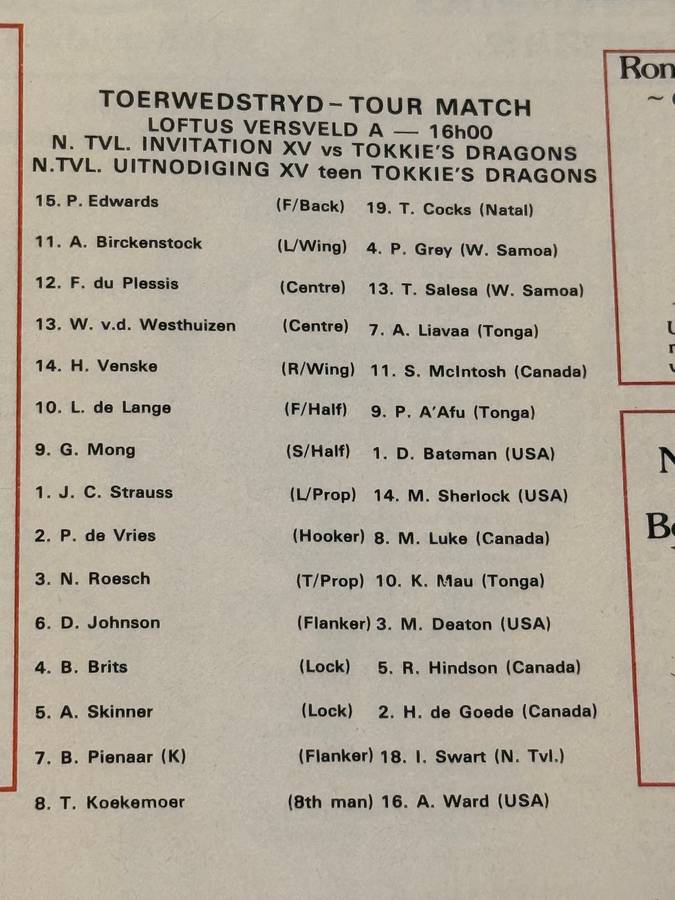 TOERWEDSTRYD – TOUR MATCH
LOFTUS VERSVELD A — 16h00
N. TVL. INVITATION XV vs TOKKIE'S DRAGONS
N.TVL. UITNODIGING XV teen TOKKIE'S DRAGONS
15. P. Edwards (F/Back) 19. T. Cocks (Natal)
11. A. Birckenstock (L/Wing) 4. P. Grey (W. Samoa)
12. F. du Plessis (Centre) 13. T. Salesa (W. Samoa)
13. W. v.d. Westhuizen (Centre) 7. A. Liavaa (Tonga)
14. H. Venske (R/Wing) 11. S. McIntosh (Canada)
10. L. de Lange (F/Half) 9. P. A'Afu (Tonga)
9. G. Mong (S/Half) 1. D. Bateman (USA)
1. J. C. Strauss (L/Prop) 14. M. Sherlock (USA)
2. P. de Vries (Hooker) 8. M. Luke (Canada)
3. N. Roesch (T/Prop) 10. K. Mau (Tonga)
6. D. Johnson (Flanker) 3. M. Deaton (USA)
4. B. Brits (Lock) 5. R. Hindson (Canada)
5. A. Skinner (Lock) 2. H. de Goede (Canada)
7. B. Pienaar (K) (Flanker) 18. I. Swart (N. Tvl.)
8. T. Koekemoer (8th man) 16. A. Ward (USA)
Ron